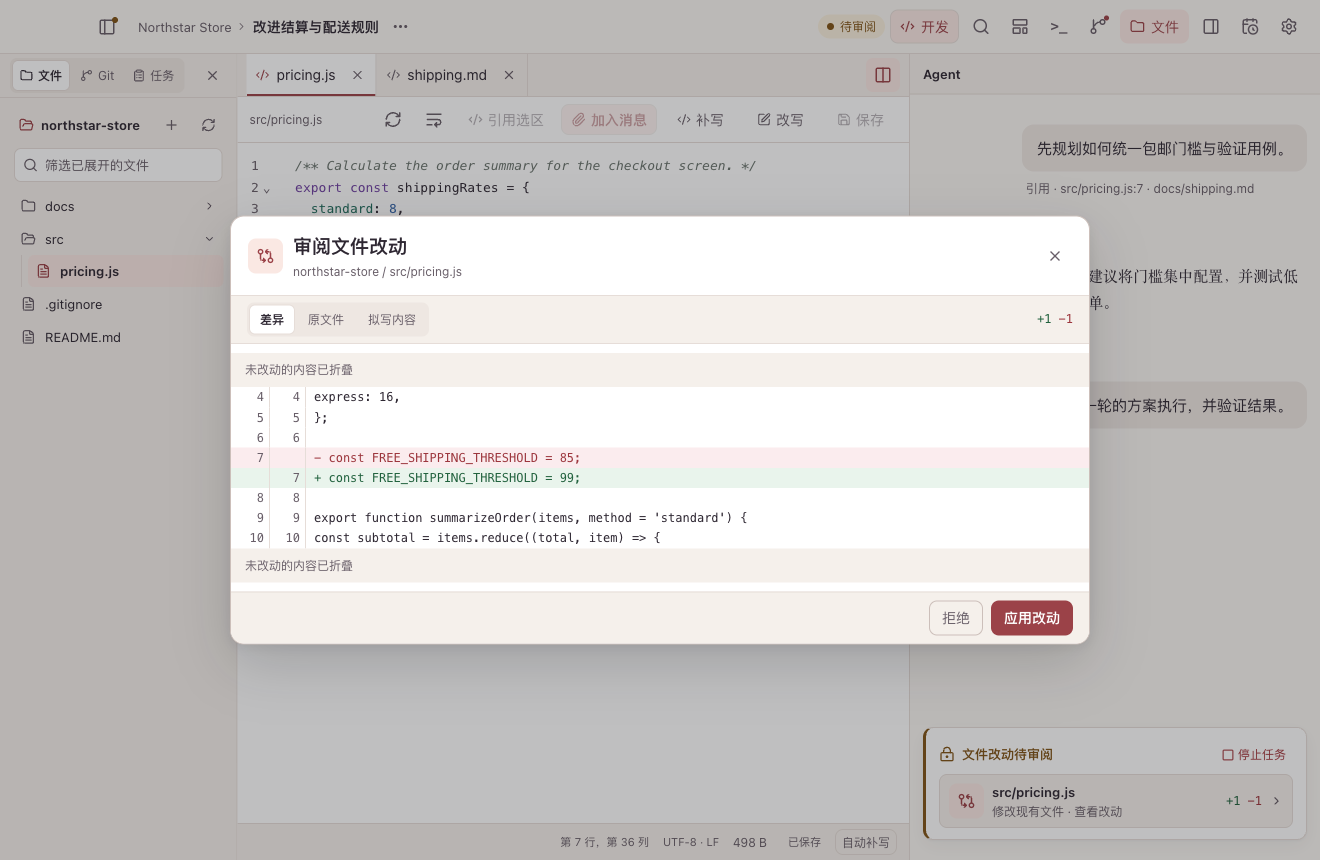 Northstar Store › 改进结算与配送规则 •••
待审阅
</> 开发
>_
文件
文件
Git
任务
</> pricing.js ×
</> shipping.md ×
Agent
northstar-store
筛选已展开的文件
docs
src
pricing.js
.gitignore
README.md
src/pricing.js
</> 引用选区
加入消息
</> 补写
改写
保存
1 /** Calculate the order summary for the checkout screen. */
2 export const shippingRates = {
3 standard: 8,
先规划如何统一包邮门槛与验证用例。
引用 · src/pricing.js:7 · docs/shipping.md
建议将门槛集中配置，并测试低
单。
一轮的方案执行，并验证结果。
审阅文件改动
northstar-store / src/pricing.js
差异
原文件
拟写内容
+1 −1
未改动的内容已折叠
4 4 express: 16,
5 5 };
6 6
7 − const FREE_SHIPPING_THRESHOLD = 85;
7 + const FREE_SHIPPING_THRESHOLD = 99;
8 8
9 9 export function summarizeOrder(items, method = 'standard') {
10 10 const subtotal = items.reduce((total, item) => {
未改动的内容已折叠
拒绝
应用改动
文件改动待审阅
停止任务
src/pricing.js
修改现有文件 · 查看改动
+1 −1
第 7 行，第 36 列
UTF-8 · LF
498 B
已保存
自动补写